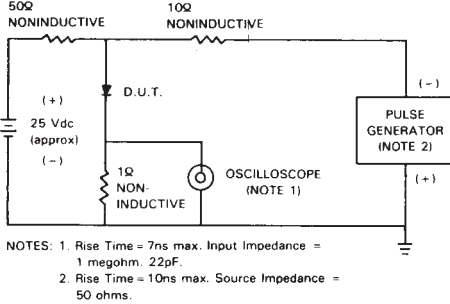 50Ω
NONINDUCTIVE
10Ω
NONINDUCTIVE
(+)
25 Vdc
(approx)
(−)
D.U.T.
1Ω
NON-
INDUCTIVE
OSCILLOSCOPE
(NOTE 1)
(−)
PULSE
GENERATOR
(NOTE 2)
(+)
NOTES: 1. Rise Time = 7ns max. Input Impedance =
1 megohm. 22pF.
2. Rise Time = 10ns max. Source Impedance =
50 ohms.